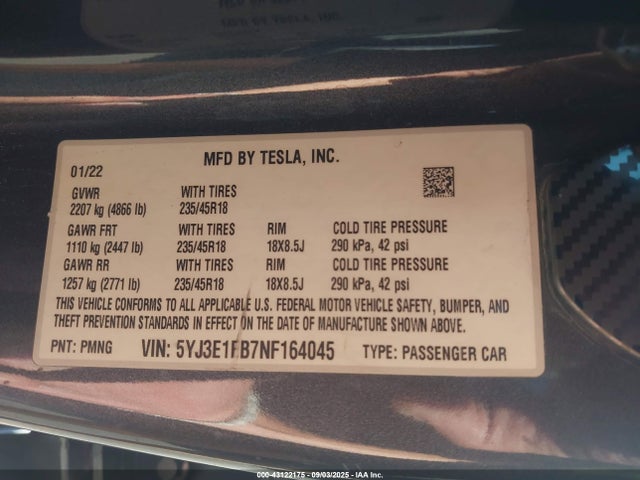 MFD BY TESLA, INC.
01/22
GVWR WITH TIRES
2207 kg (4866 lb) 235/45R18
GAWR FRT WITH TIRES RIM COLD TIRE PRESSURE
1110 kg (2447 lb) 235/45R18 18X8.5J 290 kPa, 42 psi
GAWR RR WITH TIRES RIM COLD TIRE PRESSURE
1257 kg (2771 lb) 235/45R18 18X8.5J 290 kPa, 42 psi
THIS VEHICLE CONFORMS TO ALL APPLICABLE U.S. FEDERAL MOTOR VEHICLE SAFETY, BUMPER, AND
THEFT PREVENTION STANDARDS IN EFFECT ON THE DATE OF MANUFACTURE SHOWN ABOVE.
PNT: PMNG VIN: 5YJ3E1EB7NF164045 TYPE: PASSENGER CAR
000-43122175 - 09/03/2025 - IAA Inc.